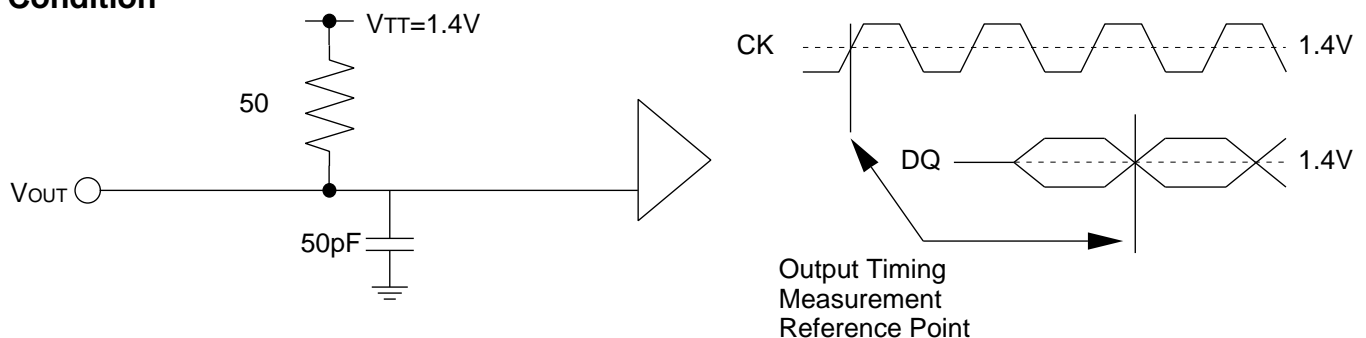 Condition
VTT=1.4V
50
VOUT
50pF
CK
1.4V
DQ
1.4V
Output Timing
Measurement
Reference Point